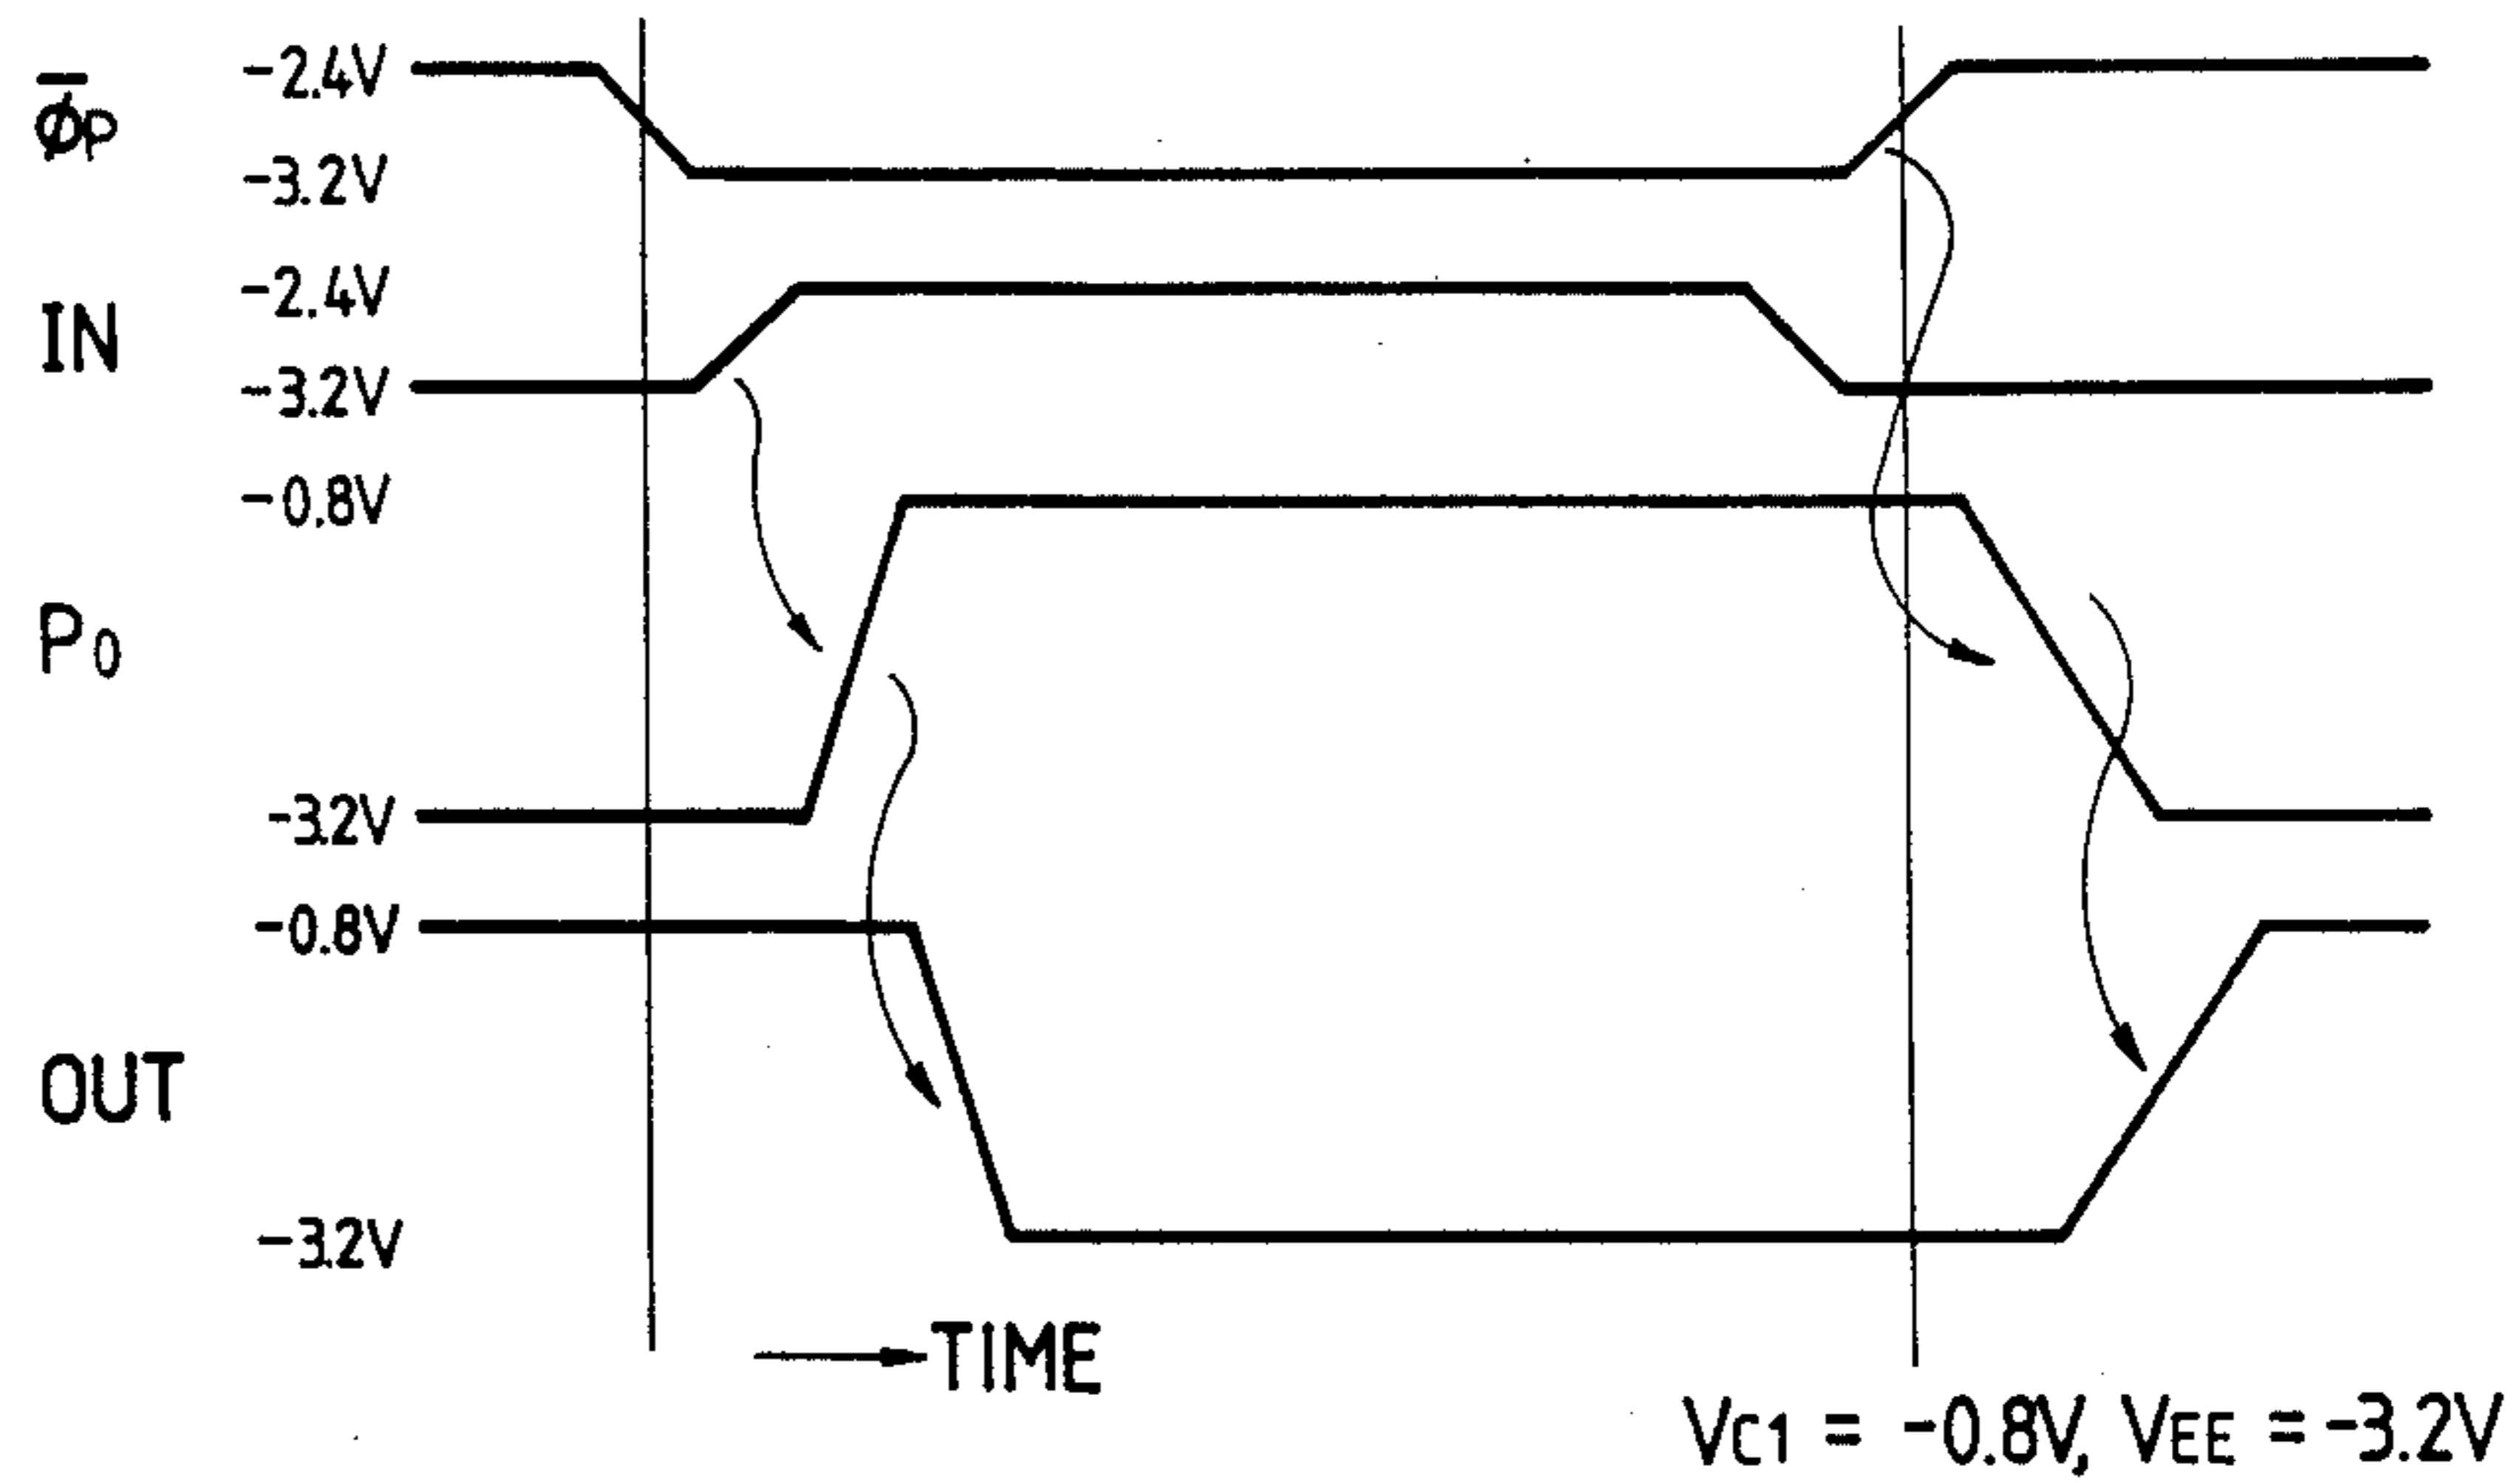 -2.4V
φ̅P
-3.2V
-2.4V
IN
-3.2V
-0.8V
P0
-3.2V
-0.8V
OUT
-3.2V
TIME
VC1 = -0.8V, VEE = -3.2V